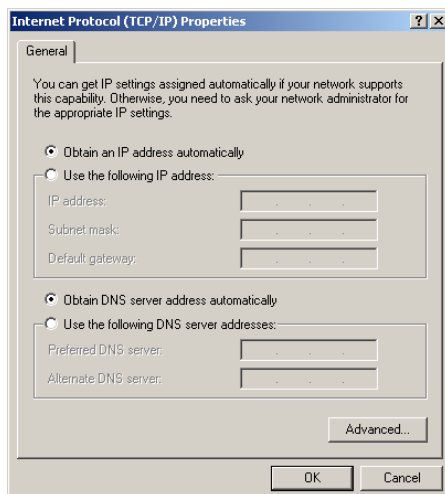 Internet Protocol (TCP/IP) Properties
General
You can get IP settings assigned automatically if your network supports
this capability. Otherwise, you need to ask your network administrator for
the appropriate IP settings.
Obtain an IP address automatically
Use the following IP address:
IP address:
Subnet mask:
Default gateway:
Obtain DNS server address automatically
Use the following DNS server addresses:
Preferred DNS server:
Alternate DNS server:
Advanced...
OK Cancel